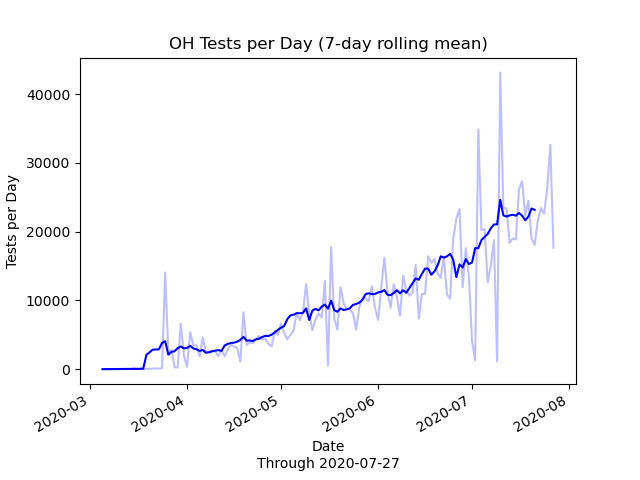 OH Tests per Day (7-day rolling mean)
Tests per Day
40000
30000
20000
10000
0
2020-03
2020-04
2020-05
2020-06
2020-07
2020-08
Date
Through 2020-07-27